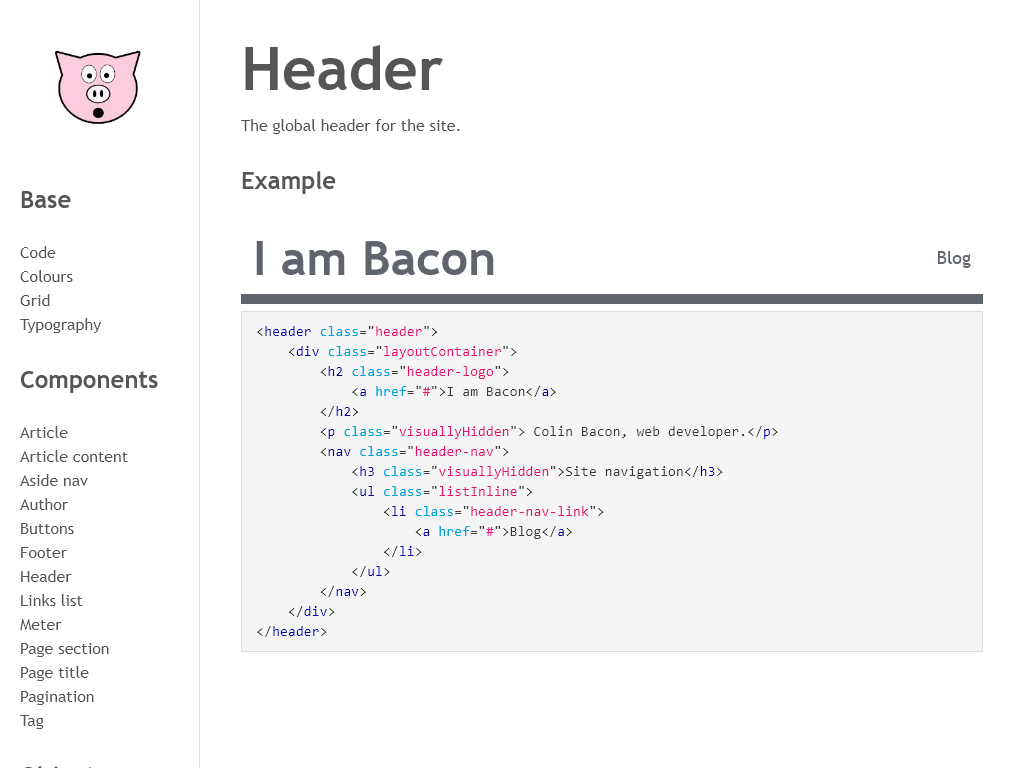 Base
Code
Colours
Grid
Typography
Components
Article
Article content
Aside nav
Author
Buttons
Footer
Header
Links list
Meter
Page section
Page title
Pagination
Tag
Header
The global header for the site.
Example
I am Bacon
Blog
<header class="header">
    <div class="layoutContainer">
        <h2 class="header-logo">
            <a href="#">I am Bacon</a>
        </h2>
        <p class="visuallyHidden"> Colin Bacon, web developer.</p>
        <nav class="header-nav">
            <h3 class="visuallyHidden">Site navigation</h3>
            <ul class="listInline">
                <li class="header-nav-link">
                    <a href="#">Blog</a>
                </li>
            </ul>
        </nav>
    </div>
</header>